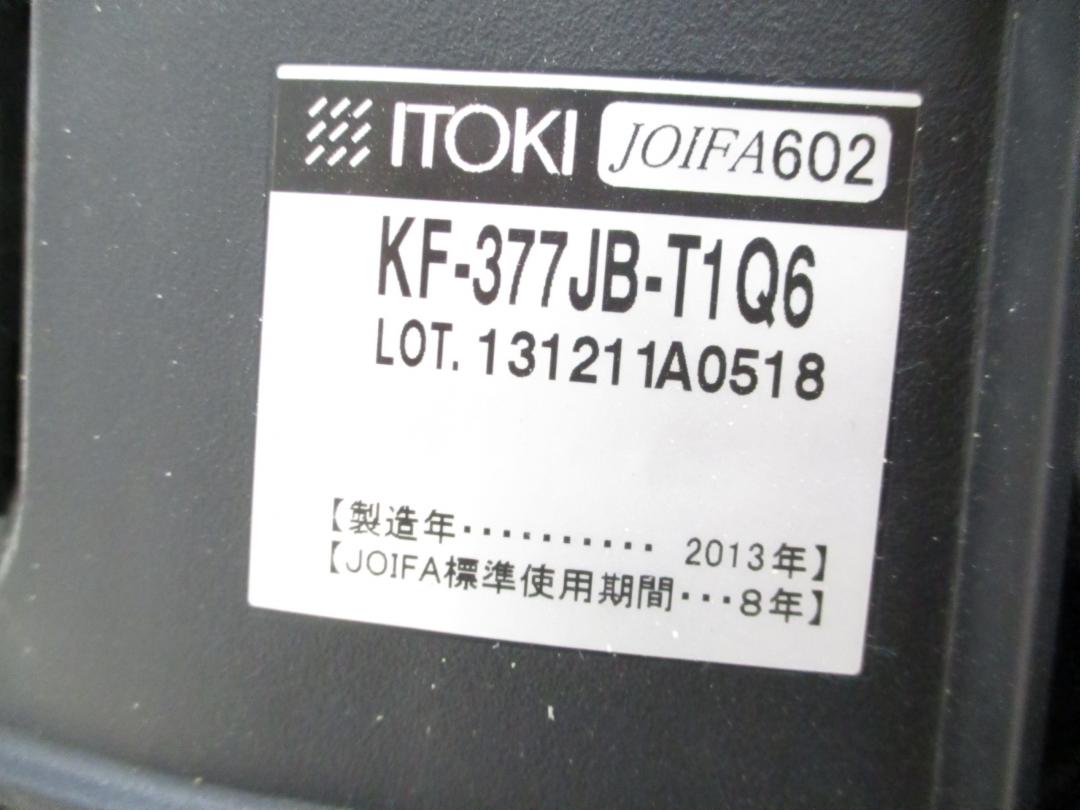 ITOKI JOIFA602
KF-377JB-T1Q6
LOT. 131211A0518
【製造年·········· 2013年】
【JOIFA標準使用期間···8年】